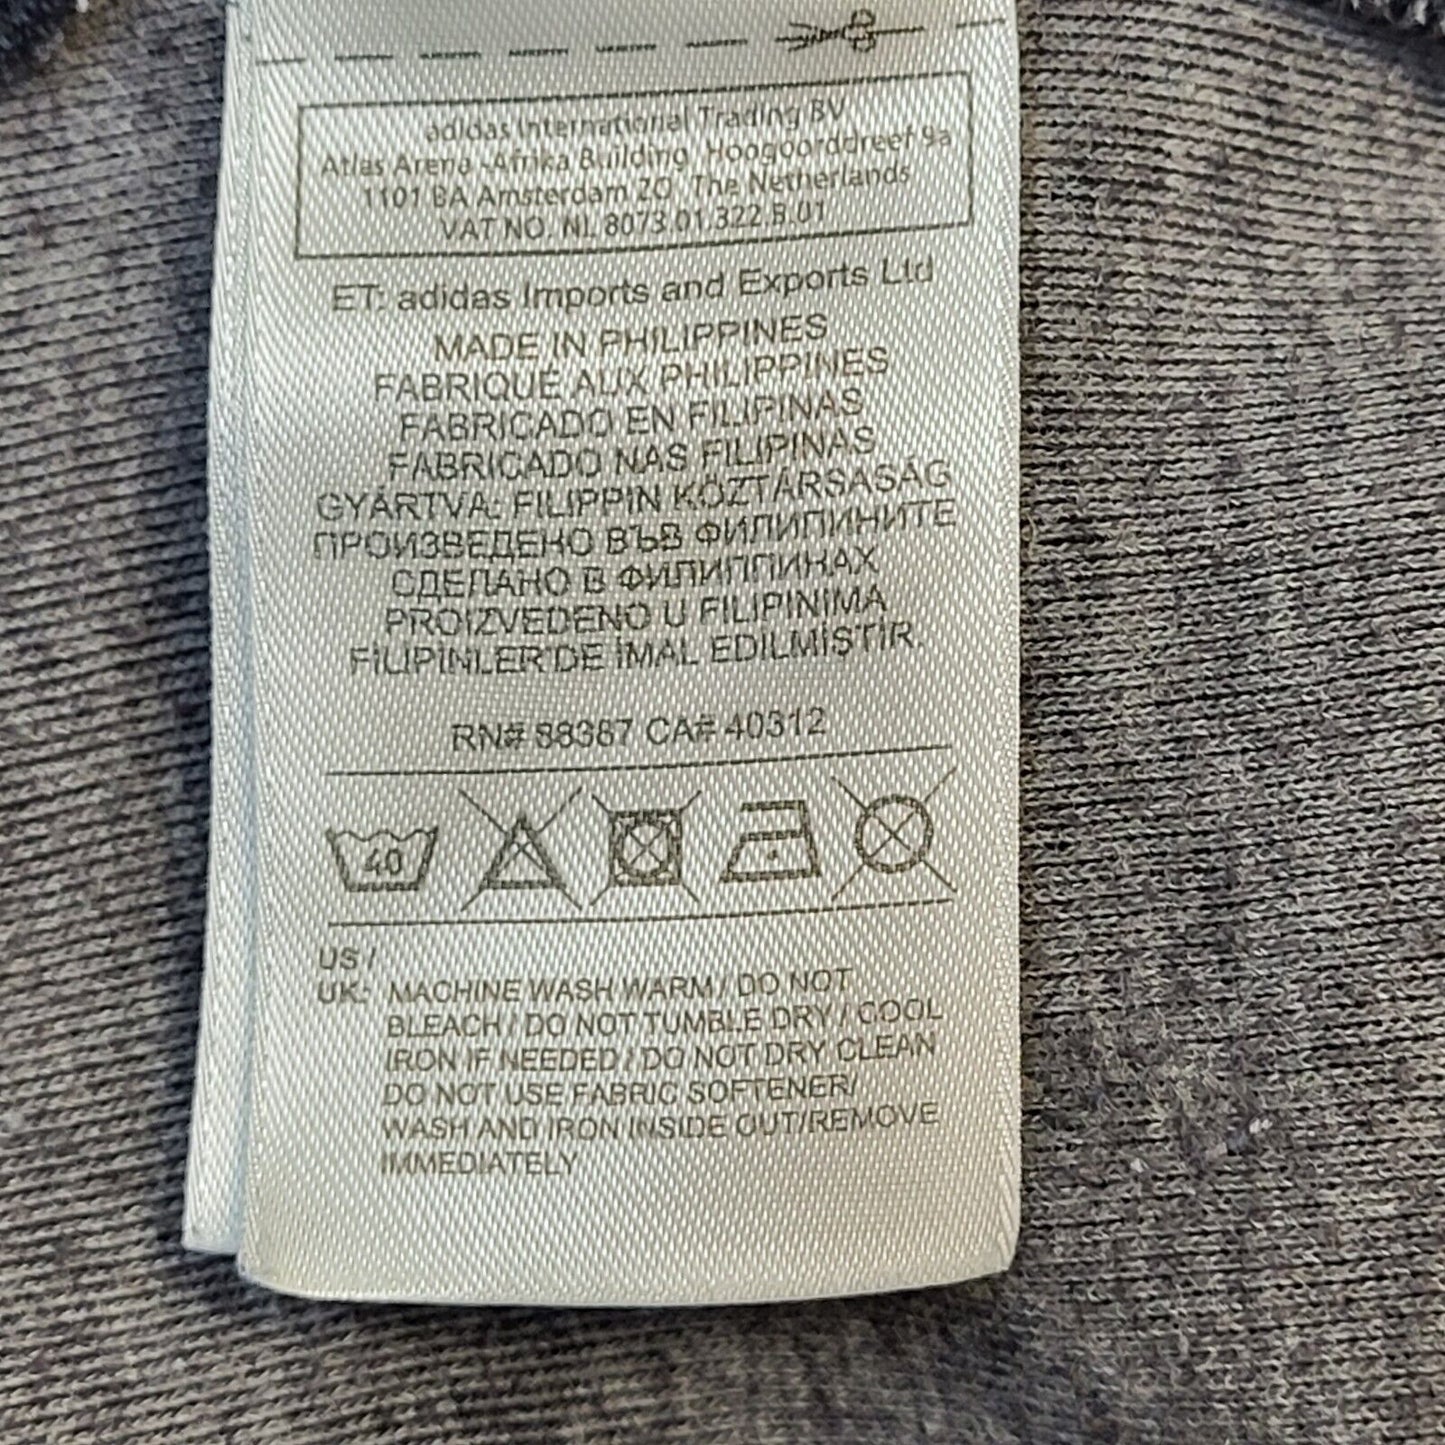 adidas International Trading BV
Atlas Arena -Afrika Building, Hoogoorddreef 9a
1101 BA Amsterdam ZO, The Netherlands
VAT NO. NL 8073.01.322.B.01
ET: adidas Imports and Exports Ltd
MADE IN PHILIPPINES
FABRIQUÉ AUX PHILIPPINES
FABRICADO EN FILIPINAS
FABRICADO NAS FILIPINAS
GYÁRTVA: FILIPPIN KÖZTÁRSASÁG
ПРОИЗВЕДЕНО ВЪВ ФИЛИПИНИТЕ
СДЕЛАНО В ФИЛИППИНАХ
PROIZVEDENO U FILIPINIMA
FİLİPİNLER'DE İMAL EDİLMİŞTİR.
RN# 88387 CA# 40312
40
US /
UK: MACHINE WASH WARM / DO NOT
BLEACH / DO NOT TUMBLE DRY / COOL
IRON IF NEEDED / DO NOT DRY CLEAN
DO NOT USE FABRIC SOFTENER/
WASH AND IRON INSIDE OUT/REMOVE
IMMEDIATELY